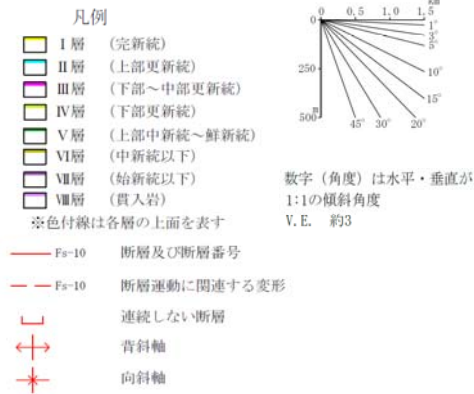 凡例
Ⅰ層 (完新統)
Ⅱ層 (上部更新統)
Ⅲ層 (下部～中部更新統)
Ⅳ層 (下部更新統)
Ⅴ層 (上部中新統～鮮新統)
Ⅵ層 (中新統以下)
Ⅶ層 (始新統以下)
Ⅷ層 (貫入岩)
※色付線は各層の上面を表す
Fs-10 断層及び断層番号
Fs-10 断層運動に関連する変形
連続しない断層
背斜軸
向斜軸
km
0 0.5 1.0 1.5
0
1°
3°
5°
250
10°
m
15°
500
45° 30° 20°
数字（角度）は水平・垂直が
1:1の傾斜角度
V.E. 約3